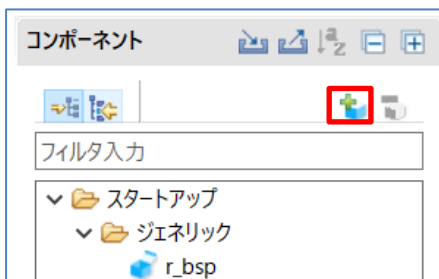 コンポーネント
フィルタ入力
スタートアップ
ジェネリック
r_bsp